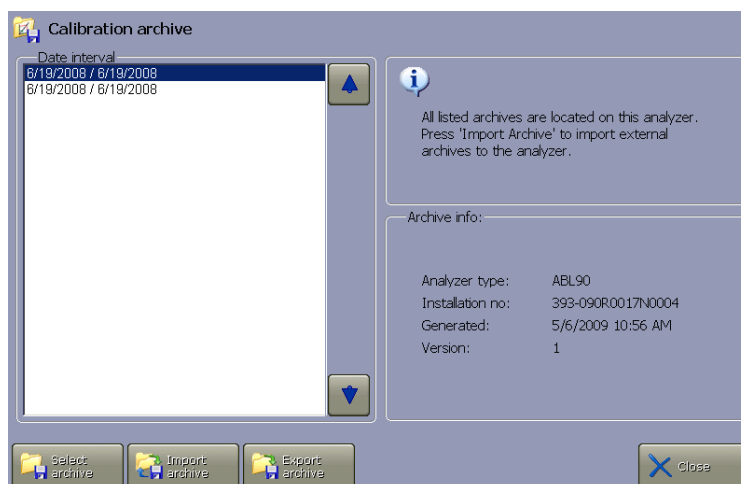 Calibration archive
Date interval
6/19/2008 / 6/19/2008
6/19/2008 / 6/19/2008
All listed archives are located on this analyzer.
Press 'Import Archive' to import external
archives to the analyzer.
Archive info:
Analyzer type: ABL90
Installation no: 393-090R0017N0004
Generated: 5/6/2009 10:56 AM
Version: 1
Select
archive
Import
archive
Export
archive
Close